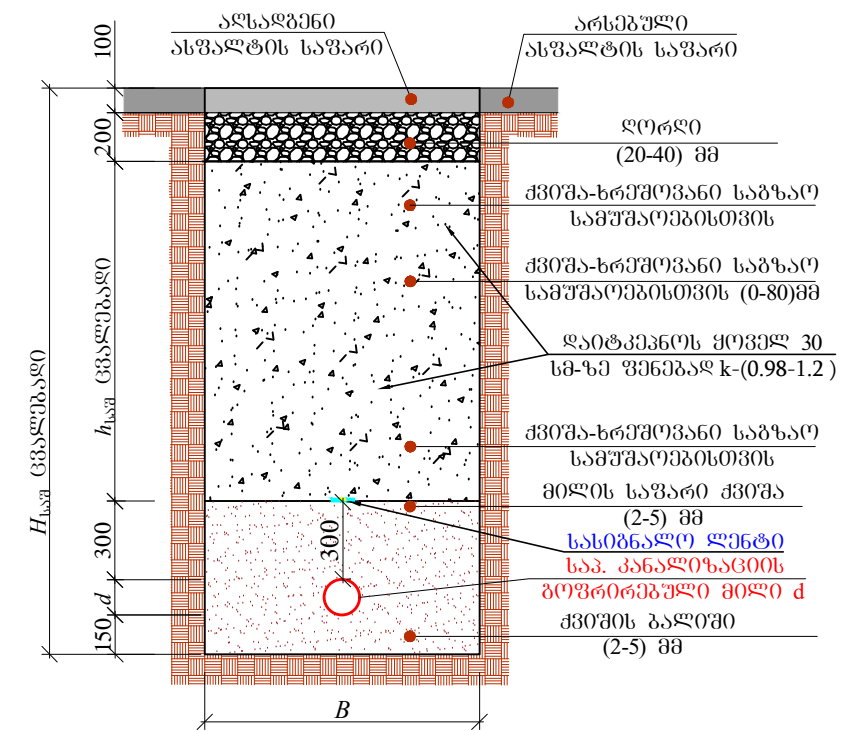 აღსადგენი
ასფალტის საფარი
არსებული
ასფალტის საფარი
100
200
ღორღი
(20-40) მმ
ქვიშა-ხრეშოვანი საგზაო
სამუშაოებისთვის
ქვიშა-ხრეშოვანი საგზაო
სამუშაოებისთვის (0-80)მმ
დაიტკეპნოს ყოველ 30
სმ-ზე ფენებად k-(0.98-1.2 )
ქვიშა-ხრეშოვანი საგზაო
სამუშაოებისთვის
მილის საფარი ქვიშა
(2-5) მმ
სასიგნალო ლენტი
საპ. კანალიზაციის
გოფრირებული მილი d
ქვიშის ბალიში
(2-5) მმ
Hსაშ ცვალებადი
hსაშ ცვალებადი
300
300
d
150
B